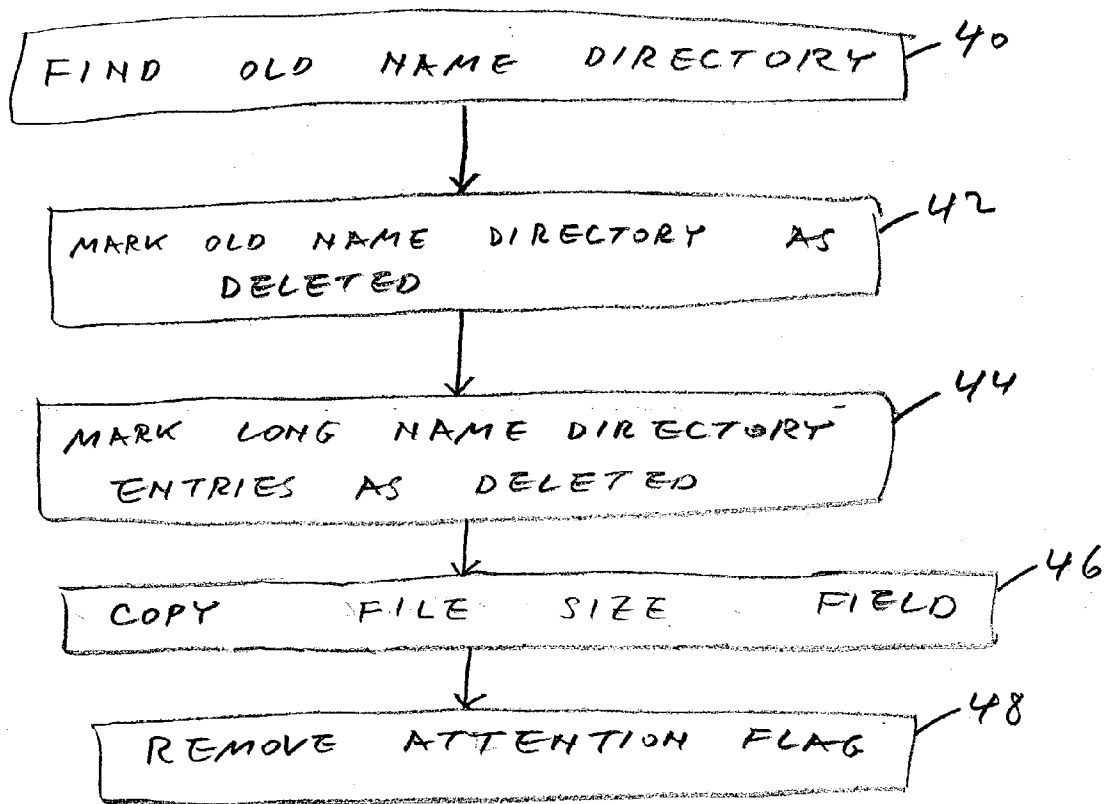 40
FIND OLD NAME DIRECTORY
42
MARK OLD NAME DIRECTORY AS
DELETED
44
MARK LONG NAME DIRECTORY
ENTRIES AS DELETED
46
COPY FILE SIZE FIELD
48
REMOVE ATTENTION FLAG